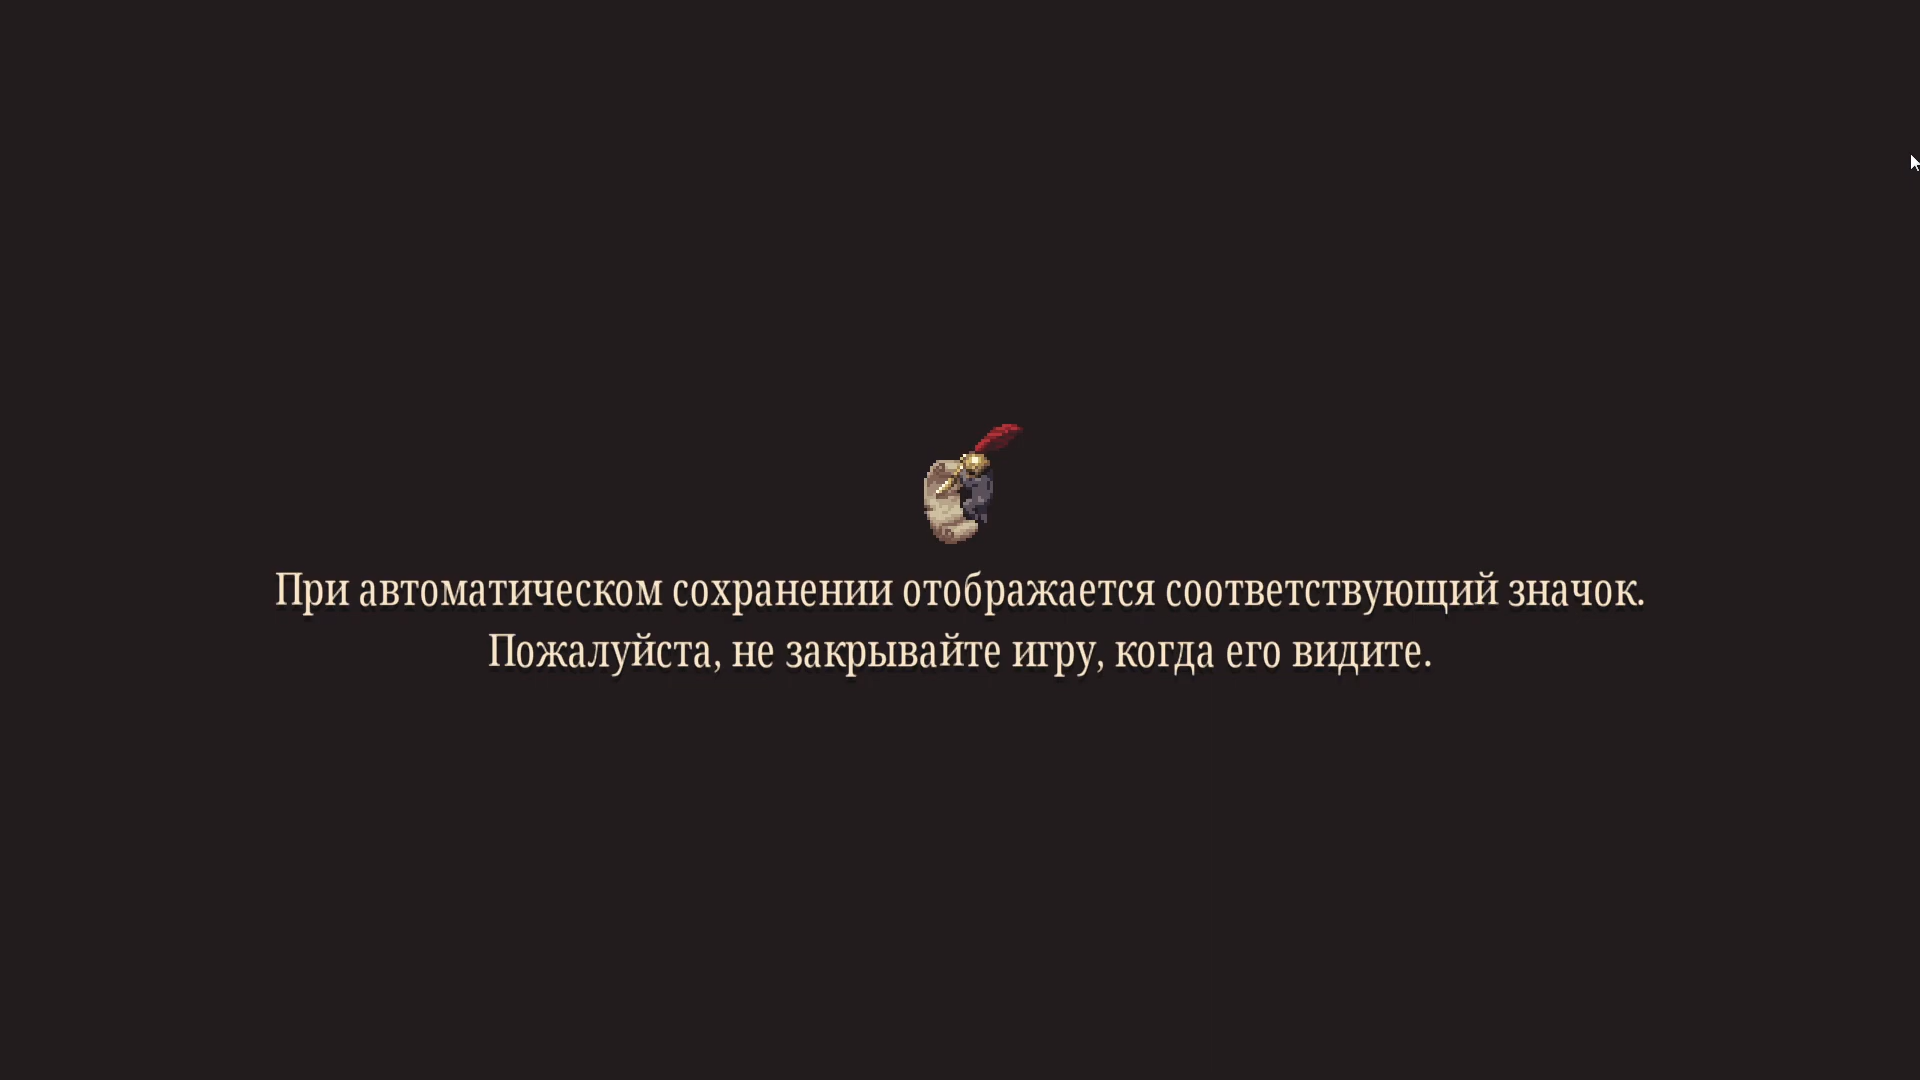 При автоматическом сохранении отображается соответствующий значок.
Пожалуйста, не закрывайте игру, когда его видите.